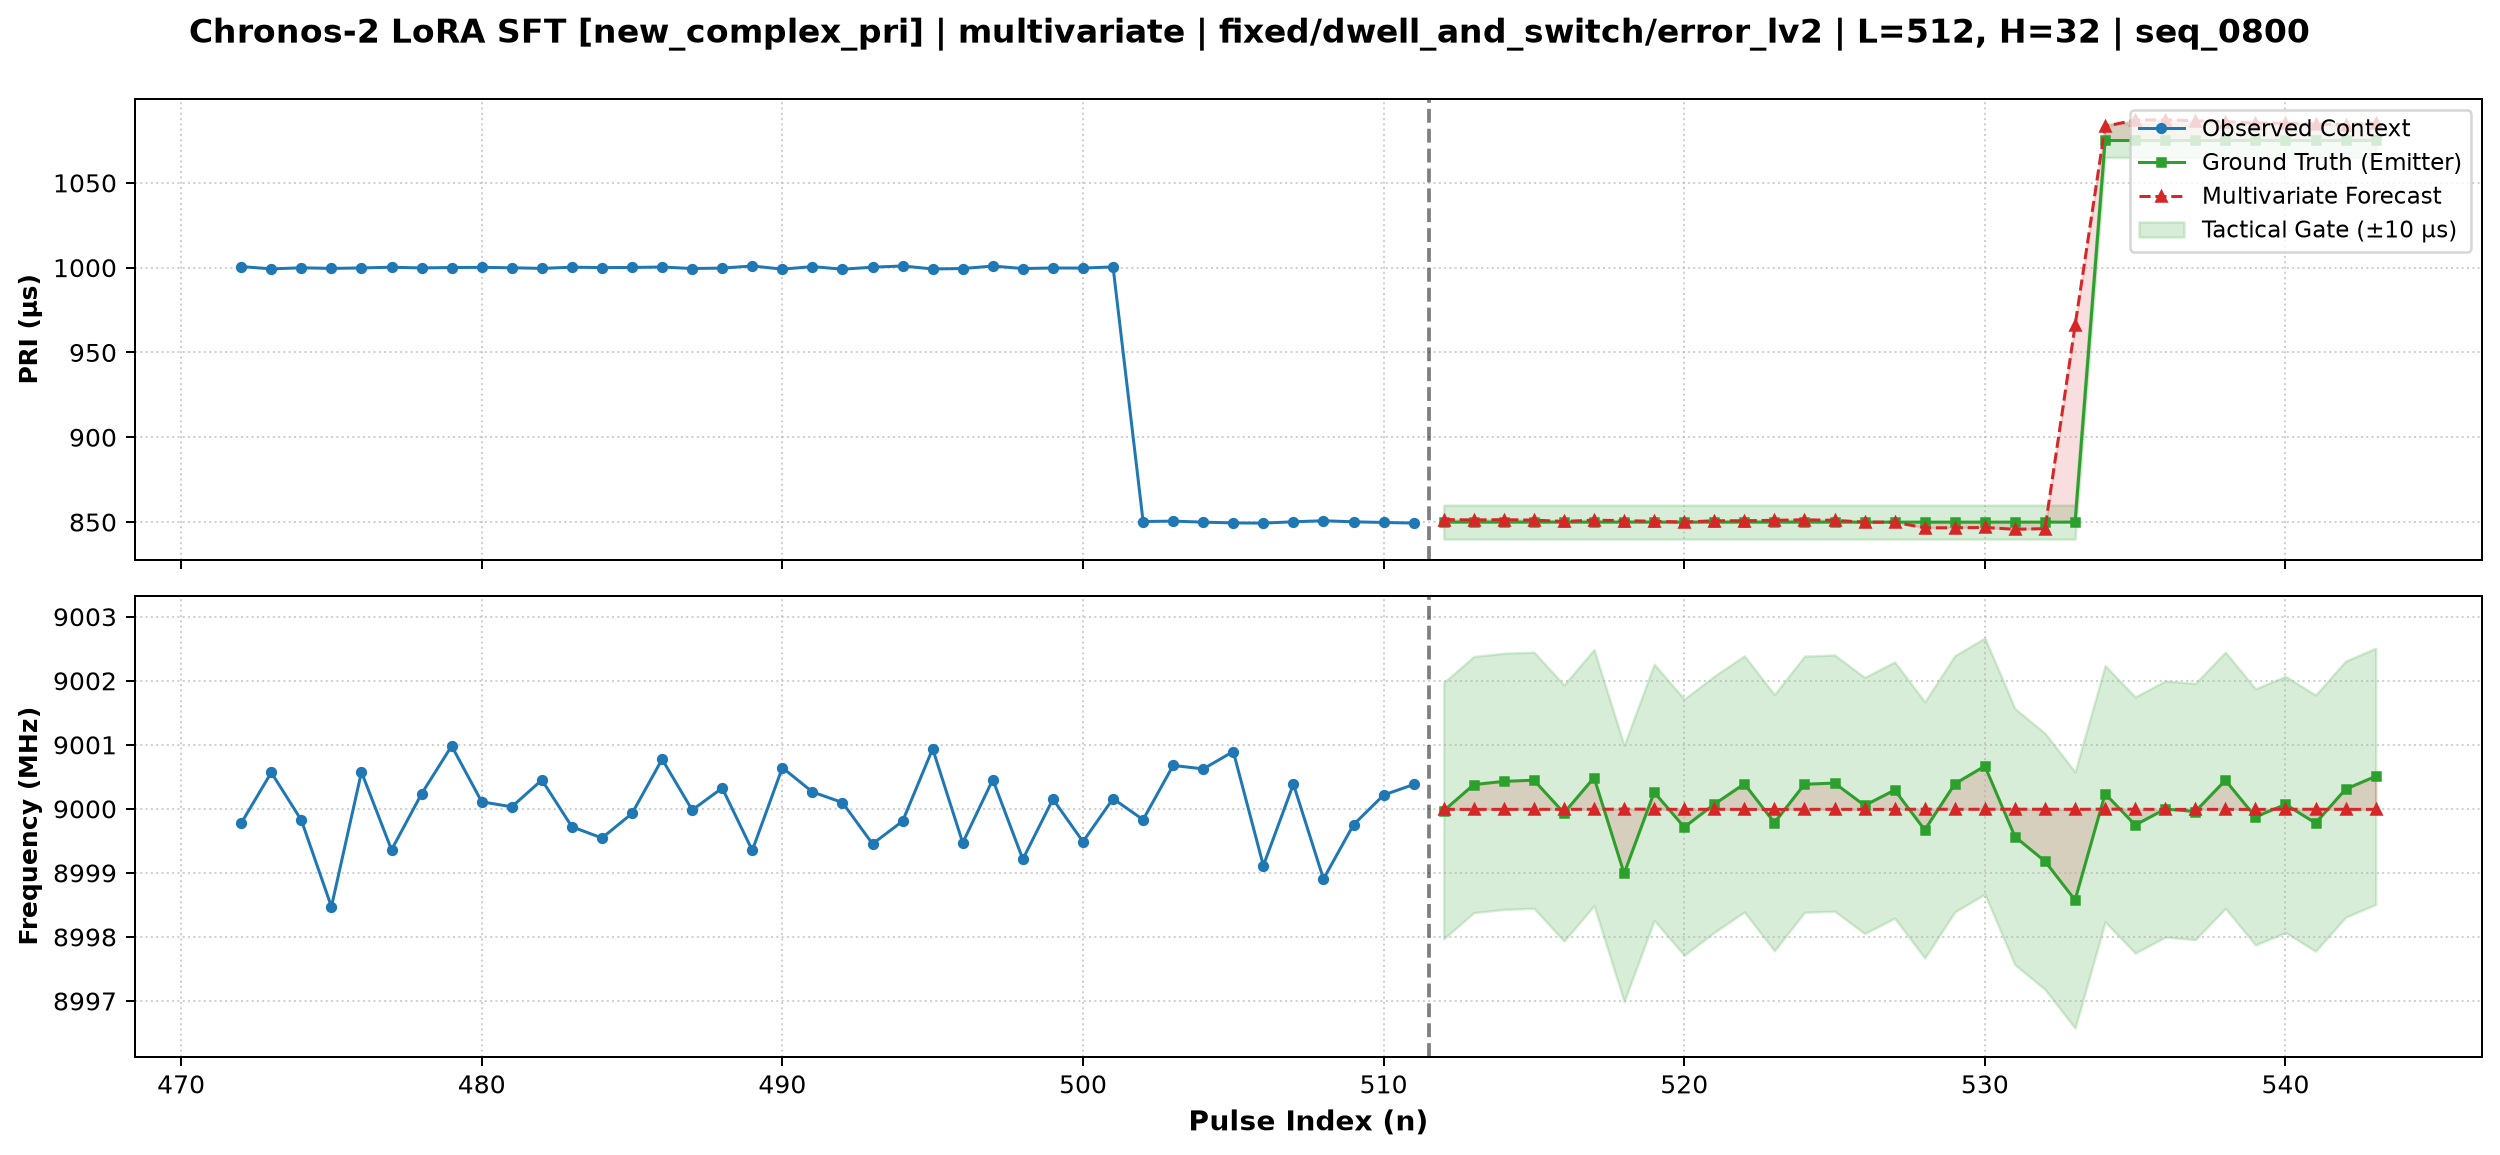 Chronos-2 LoRA SFT [new_complex_pri] | multivariate | fixed/dwell_and_switch/error_lv2 | L=512, H=32 | seq_0800
PRI (μs)
1050
1000
950
900
850
Observed Context
Ground Truth (Emitter)
Multivariate Forecast
Tactical Gate (±10 μs)
Frequency (MHz)
9003
9002
9001
9000
8999
8998
8997
470 480 490 500 510 520 530 540
Pulse Index (n)